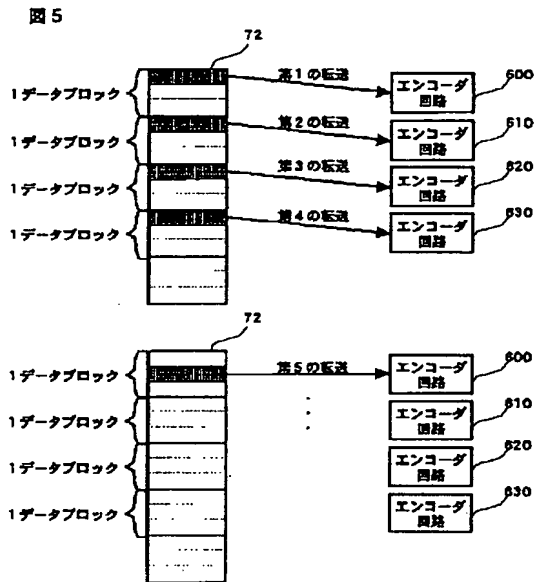 図５
72
１データブロック
第１の転送
エンコーダ
回路
600
１データブロック
第２の転送
エンコーダ
回路
610
１データブロック
第３の転送
エンコーダ
回路
620
１データブロック
第４の転送
エンコーダ
回路
630
72
１データブロック
第５の転送
エンコーダ
回路
600
１データブロック
エンコーダ
回路
610
１データブロック
エンコーダ
回路
620
１データブロック
エンコーダ
回路
630